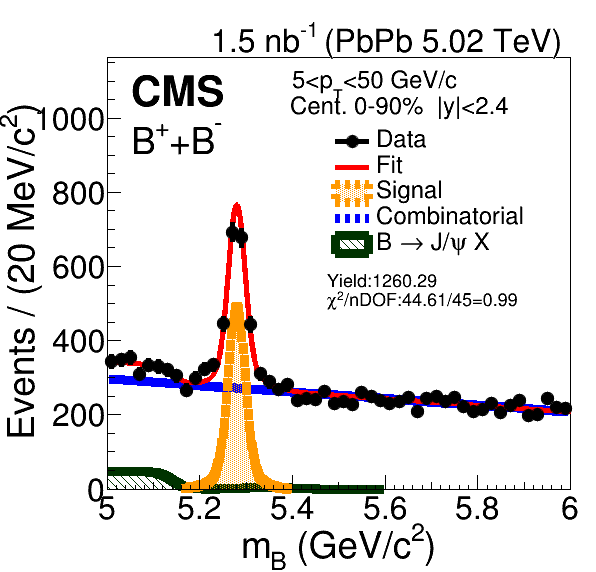 1.5 nb⁻¹ (PbPb 5.02 TeV)
CMS
B⁺+B⁻
5<p_T<50 GeV/c
Cent. 0-90% |y|<2.4
Data
Fit
Signal
Combinatorial
B → J/ψ X
Yield:1260.29
χ²/nDOF:44.61/45=0.99
Events / (20 MeV/c²)
1000
800
600
400
200
0
5 5.2 5.4 5.6 5.8 6
m_B (GeV/c²)